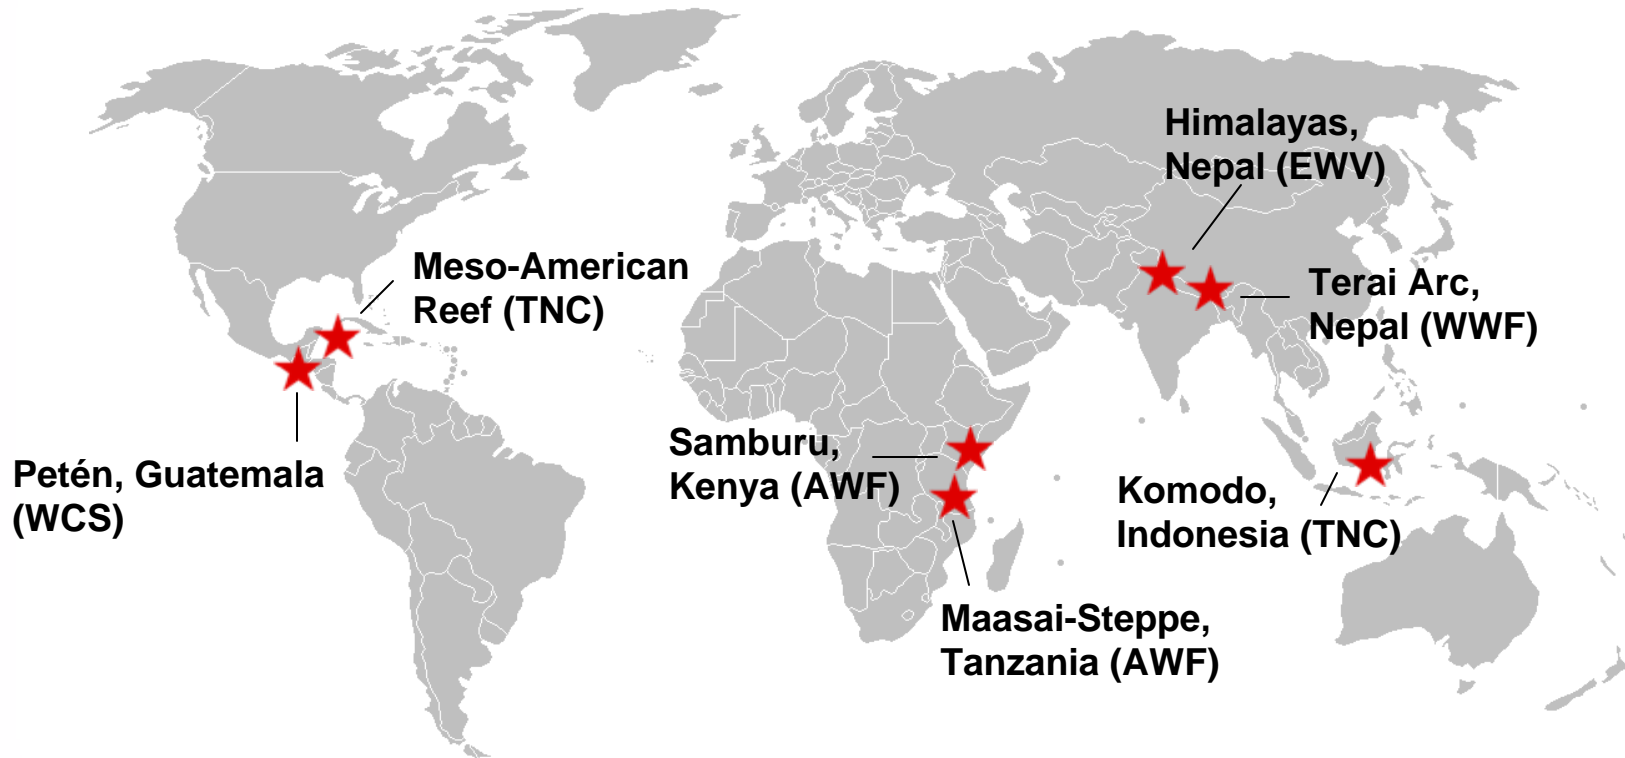 Himalayas,
Nepal (EWV)
Meso-American
Reef (TNC)
Terai Arc,
Nepal (WWF)
Samburu,
Kenya (AWF)
Petén, Guatemala
(WCS)
Komodo,
Indonesia (TNC)
Maasai-Steppe,
Tanzania (AWF)